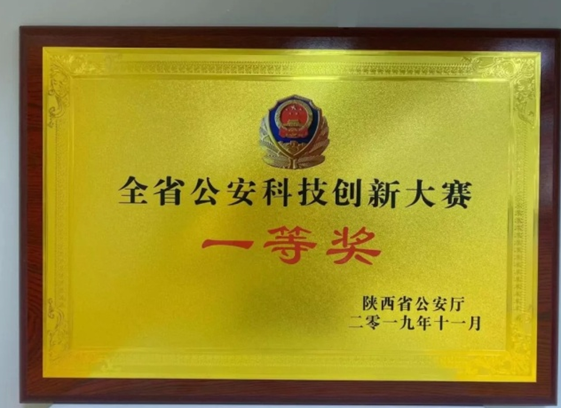 全省公安科技创新大赛
一等奖
陕西省公安厅
二零一九年十一月